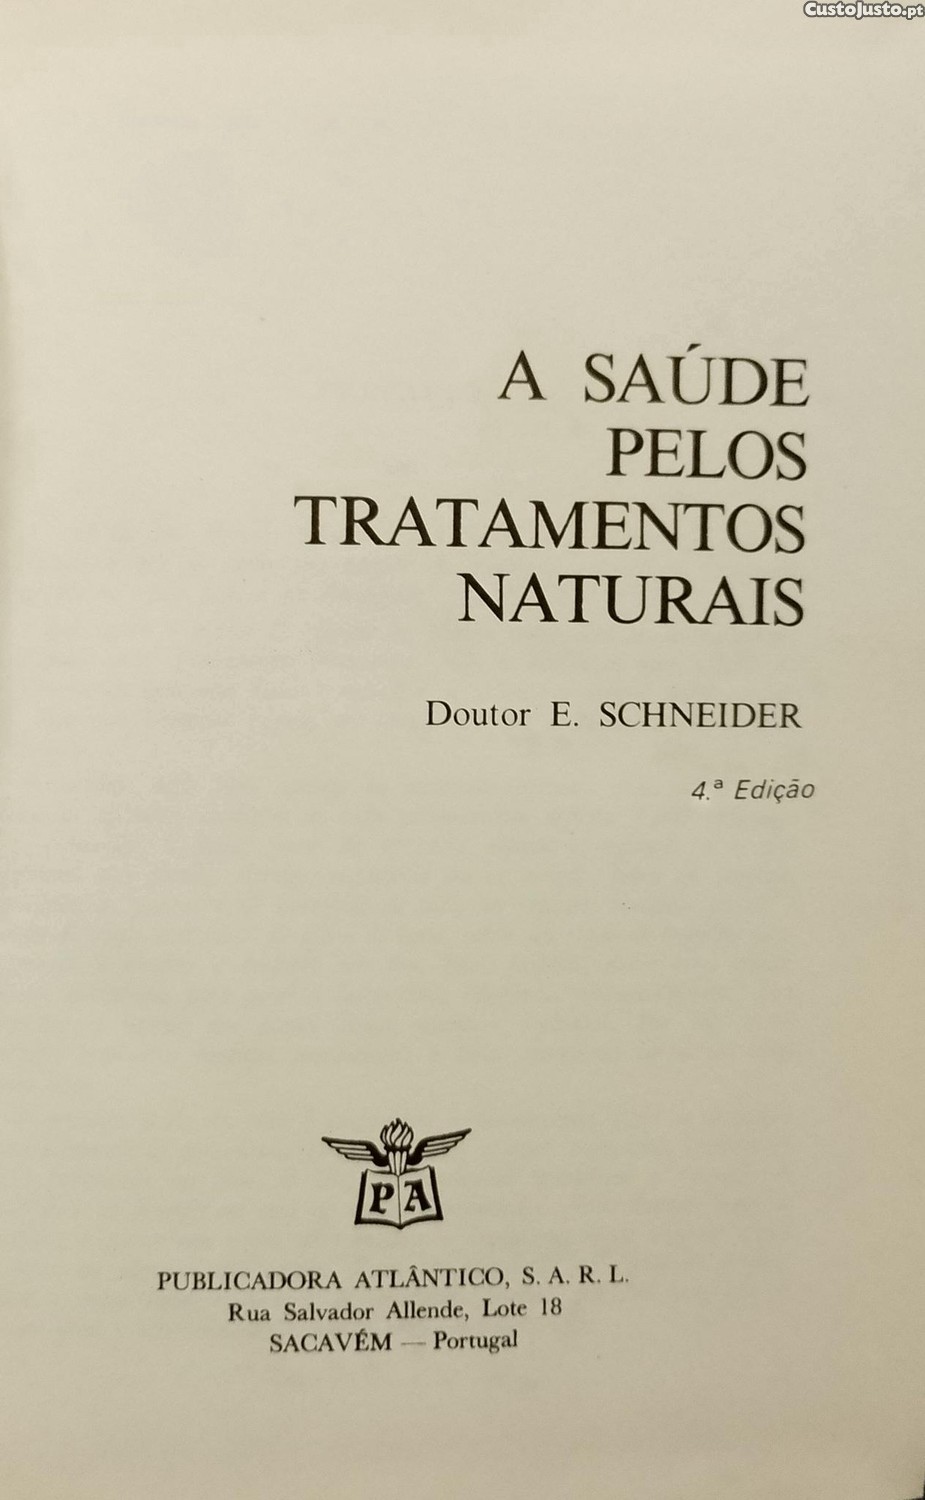 CustoJusto.pt
A SAÚDE
PELOS
TRATAMENTOS
NATURAIS
Doutor E. SCHNEIDER
4.ª Edição
P A
PUBLICADORA ATLÂNTICO, S. A. R. L.
Rua Salvador Allende, Lote 18
SACAVÉM — Portugal